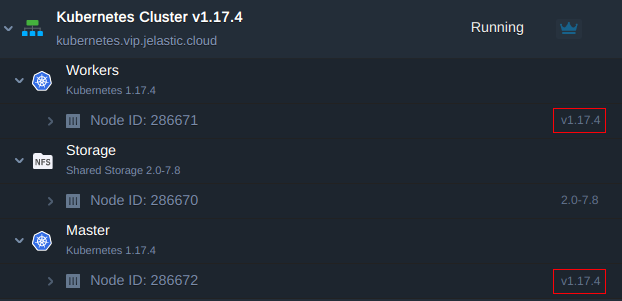 Kubernetes Cluster v1.17.4
kubernetes.vip.jelastic.cloud
Running
Workers
Kubernetes 1.17.4
Node ID: 286671
v1.17.4
NFS
Storage
Shared Storage 2.0-7.8
Node ID: 286670
2.0-7.8
Master
Kubernetes 1.17.4
Node ID: 286672
v1.17.4